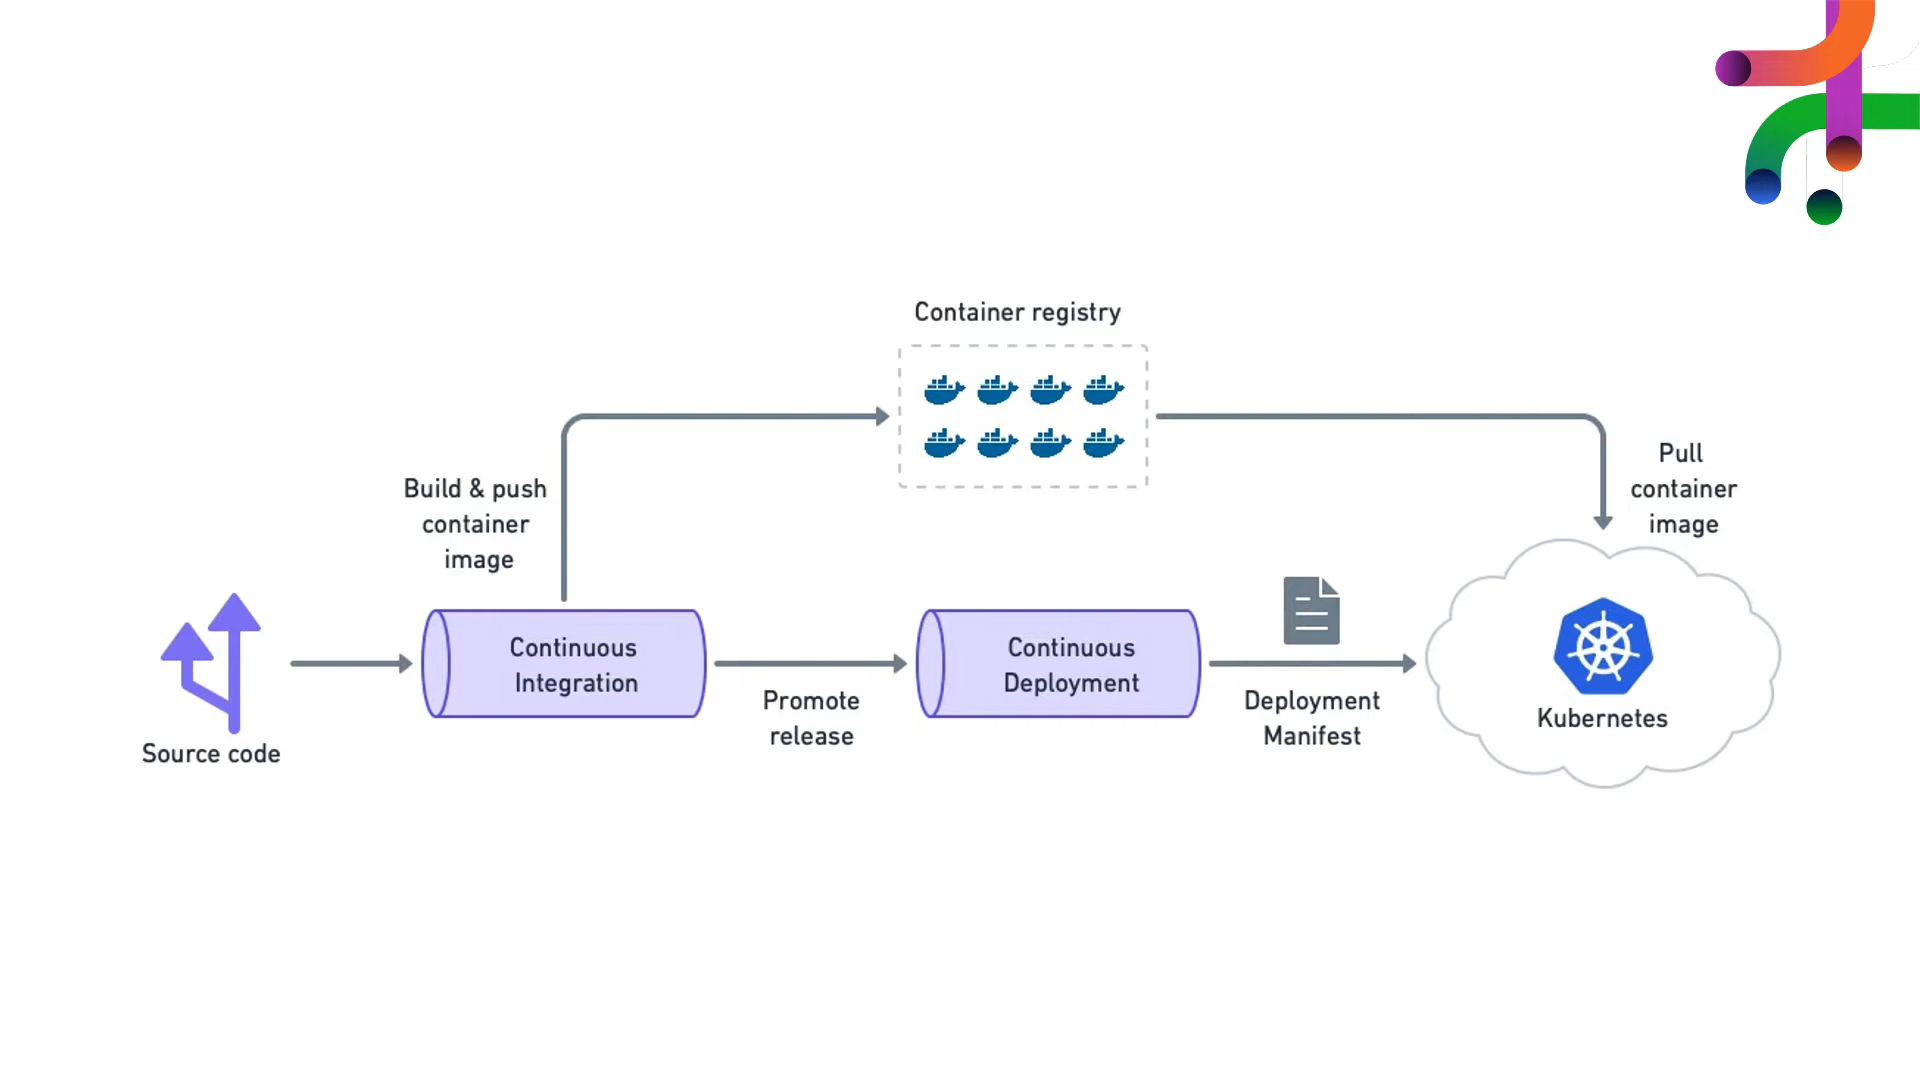 Container registry
Build & push
container
image
Pull
container
image
Source code
Continuous
Integration
Promote
release
Continuous
Deployment
Deployment
Manifest
Kubernetes